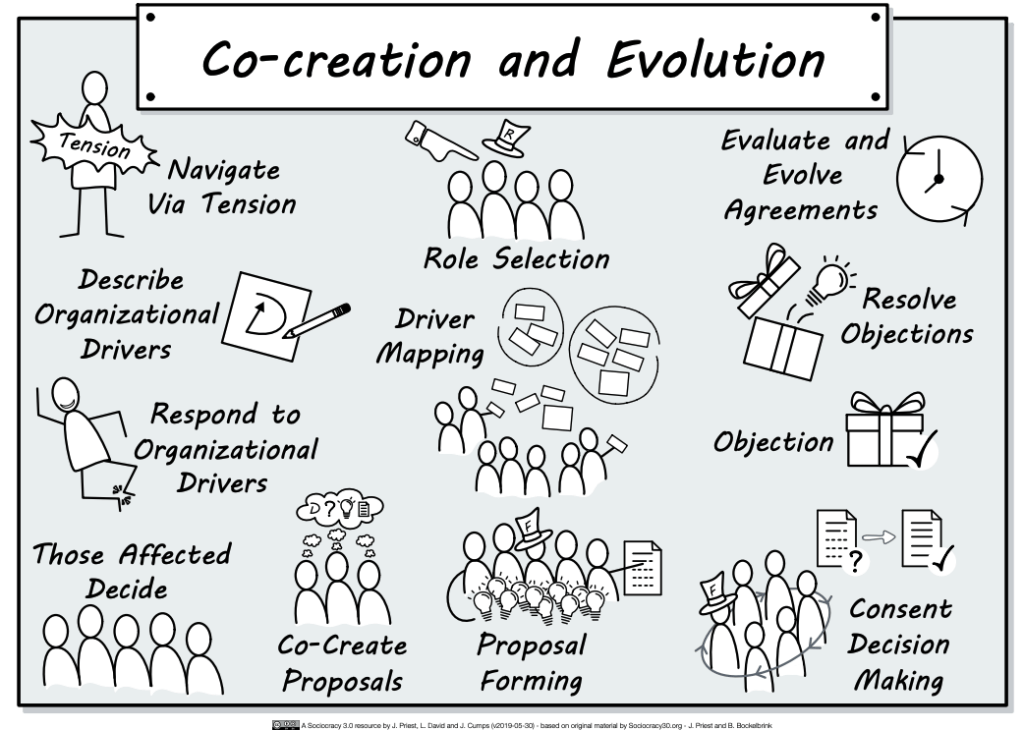 Co-creation and Evolution
Tension
Navigate
Via Tension
R
Role Selection
Evaluate and
Evolve
Agreements
Describe
Organizational
Drivers
D
Driver
Mapping
Resolve
Objections
Respond to
Organizational
Drivers
Objection
Those Affected
Decide
D ?
Co-Create
Proposals
F
Proposal
Forming
?
F
Consent
Decision
Making
A Sociocracy 3.0 resource by J. Priest, L. David and J. Cumps (v2019-05-30) - based on original material by Sociocracy30.org - J. Priest and B. Bockelbrink